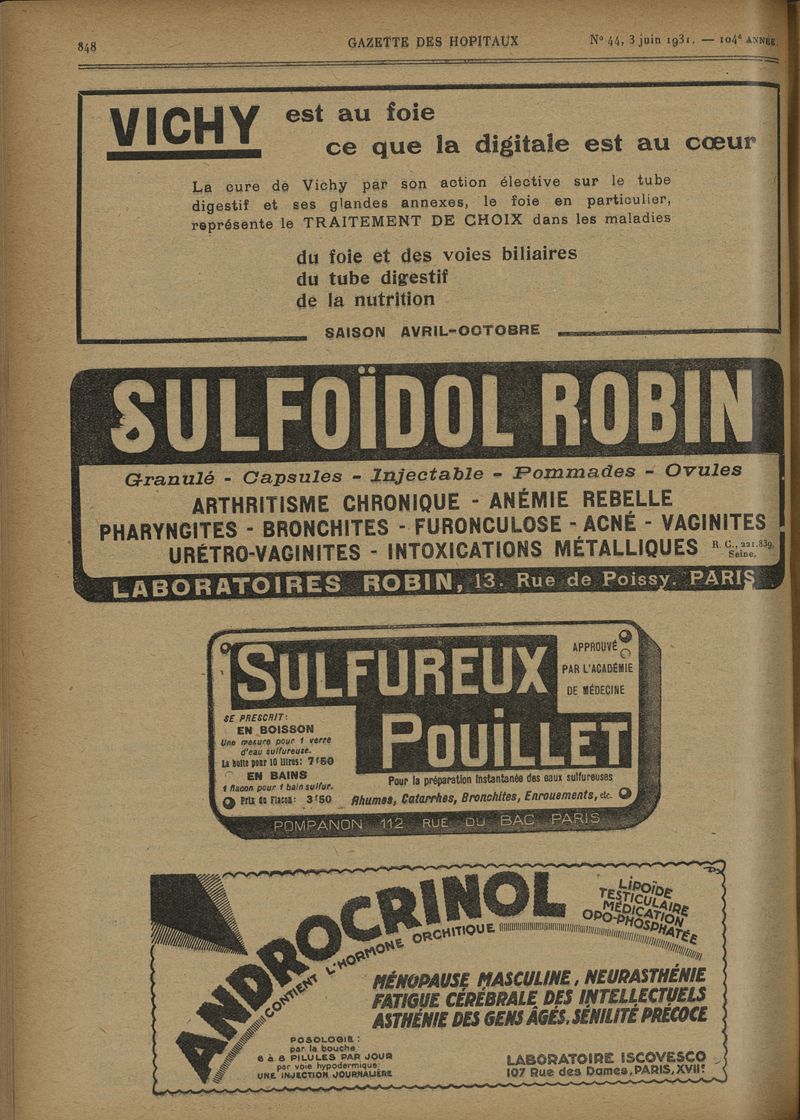 848
GAZETTE DES HOPITAUX
Nº 44, 3 juin 1931. — 104e ANNÉE.
VICHY est au foie
ce que la digitale est au cœur
La cure de Vichy par son action élective sur le tube
digestif et ses glandes annexes, le foie en particulier,
représente le TRAITEMENT DE CHOIX dans les maladies
du foie et des voies biliaires
du tube digestif
de la nutrition
SAISON AVRIL-OCTOBRE
SULFOÏDOL ROBIN
Granulé - Capsules - Injectable - Pommades - Ovules
ARTHRITISME CHRONIQUE - ANÉMIE REBELLE
PHARYNGITES - BRONCHITES - FURONCULOSE - ACNÉ - VAGINITES
URÉTRO-VAGINITES - INTOXICATIONS MÉTALLIQUES
R. C., 221.839,
Seine.
LABORATOIRES ROBIN, 13. Rue de Poissy. PARIS
SULFUREUX
POUILLET
APPROUVÉ
PAR L'ACADÉMIE
DE MÉDECINE
SE PRESCRIT:
EN BOISSON
Une mesure pour 1 verre
d'eau sulfureuse.
La boîte pour 10 litres: 7f50
EN BAINS
1 flacon pour 1 bain sulfur.
Prix du Flacon: 3f50
Pour la préparation instantanée des eaux sulfureuses
Rhumes, Catarrhes, Bronchites, Enrouements, etc.
POMPANON 112 RUE DU BAC PARIS
ANDROCRINOL
CONTIENT L'HORMONE ORCHITIQUE
LIPOÏDE
TESTICULAIRE
MÉDICATION
OPO-PHOSPHATÉE
MÉNOPAUSE MASCULINE, NEURASTHÉNIE
FATIGUE CÉRÉBRALE DES INTELLECTUELS
ASTHÉNIE DES GENS ÂGÉS, SÉNILITÉ PRÉCOCE
POSOLOGIE:
par la bouche
6 à 8 PILULES PAR JOUR
par voie hypodermique:
UNE INJECTION JOURNALIÈRE
LABORATOIRE ISCOVESCO
107 Rue des Dames, PARIS, XVIIe